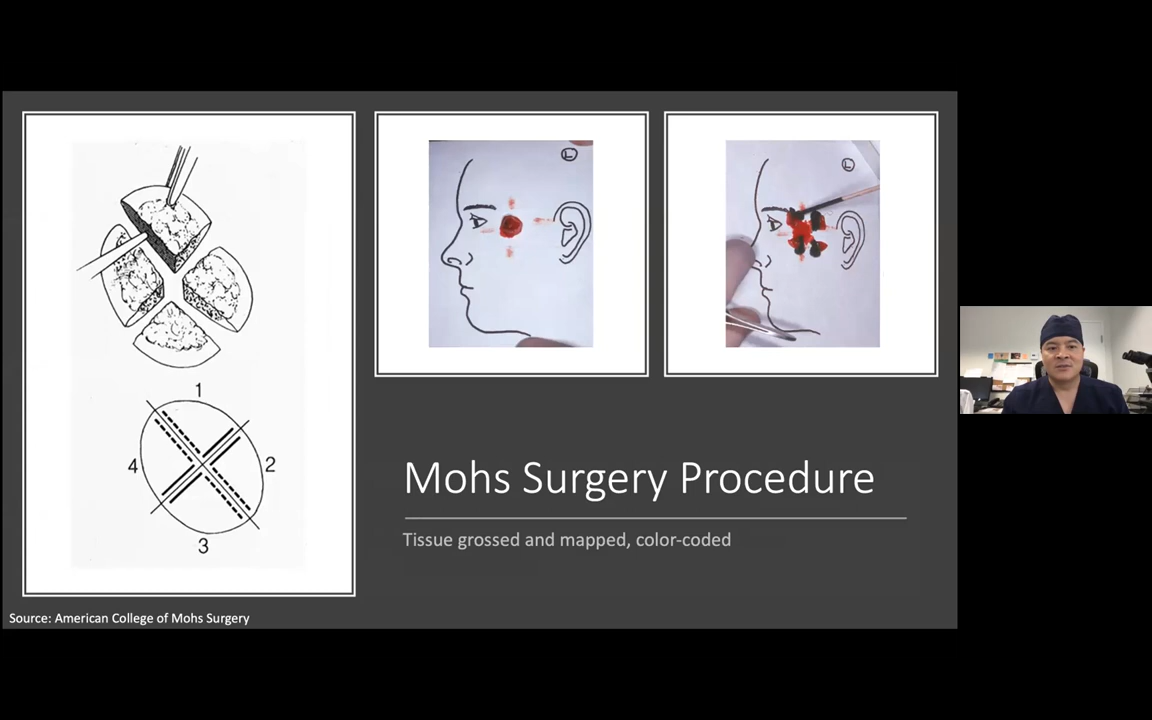 1
4
2
3
L
L
Mohs Surgery Procedure
Tissue grossed and mapped, color-coded
Source: American College of Mohs Surgery